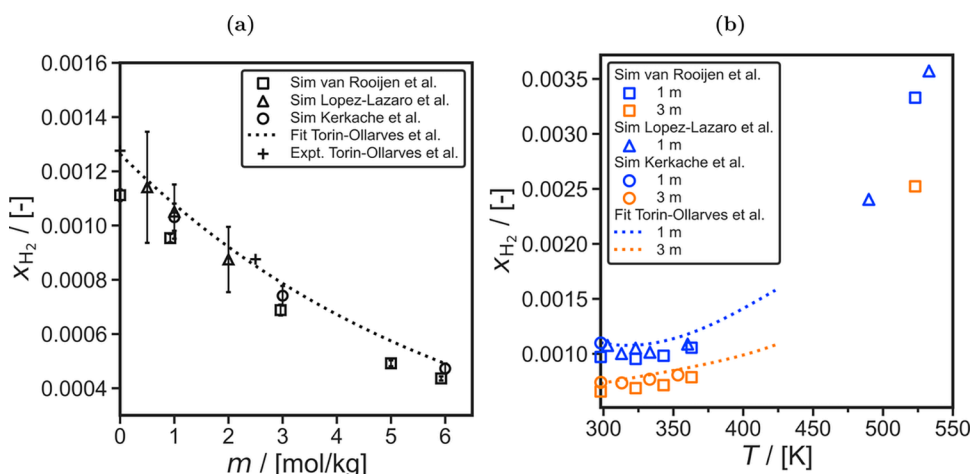 (a)
0.0016
0.0014
0.0012
0.0010
0.0008
0.0006
0.0004
xH2 / [-]
0 1 2 3 4 5 6
m / [mol/kg]
Sim van Rooijen et al.
Sim Lopez-Lazaro et al.
Sim Kerkache et al.
Fit Torin-Ollarves et al.
Expt. Torin-Ollarves et al.
(b)
0.0035
0.0030
0.0025
0.0020
0.0015
0.0010
xH2 / [-]
300 350 400 450 500 550
T / [K]
Sim van Rooijen et al.
1 m
3 m
Sim Lopez-Lazaro et al.
1 m
Sim Kerkache et al.
1 m
3 m
Fit Torin-Ollarves et al.
1 m
3 m